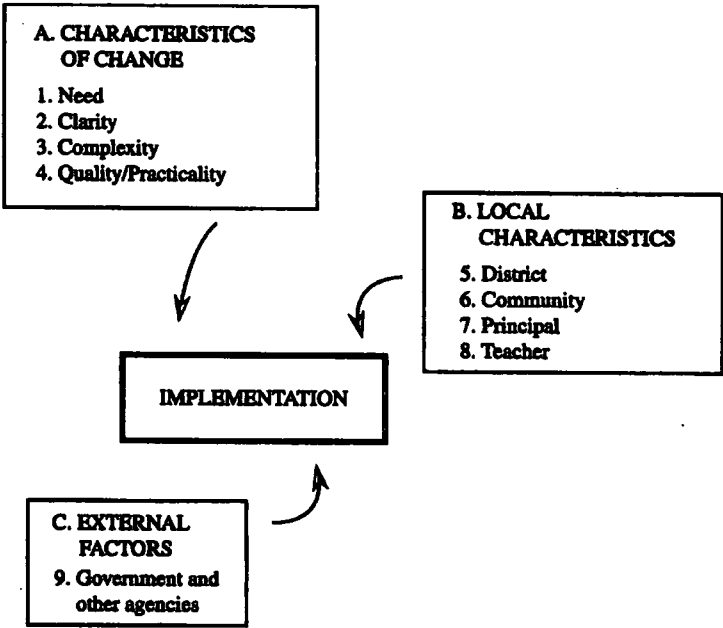 A. CHARACTERISTICS
OF CHANGE
1. Need
2. Clarity
3. Complexity
4. Quality/Practicality
B. LOCAL
CHARACTERISTICS
5. District
6. Community
7. Principal
8. Teacher
IMPLEMENTATION
C. EXTERNAL
FACTORS
9. Government and
other agencies